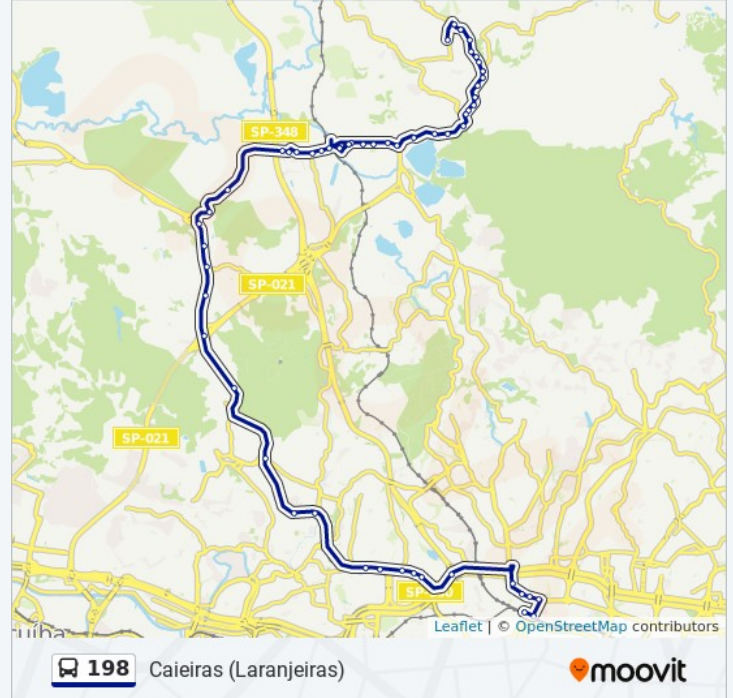 SP-348
SP-021
SP-021
Leaflet | © OpenStreetMap contributors
198 Caieiras (Laranjeiras)
moovit